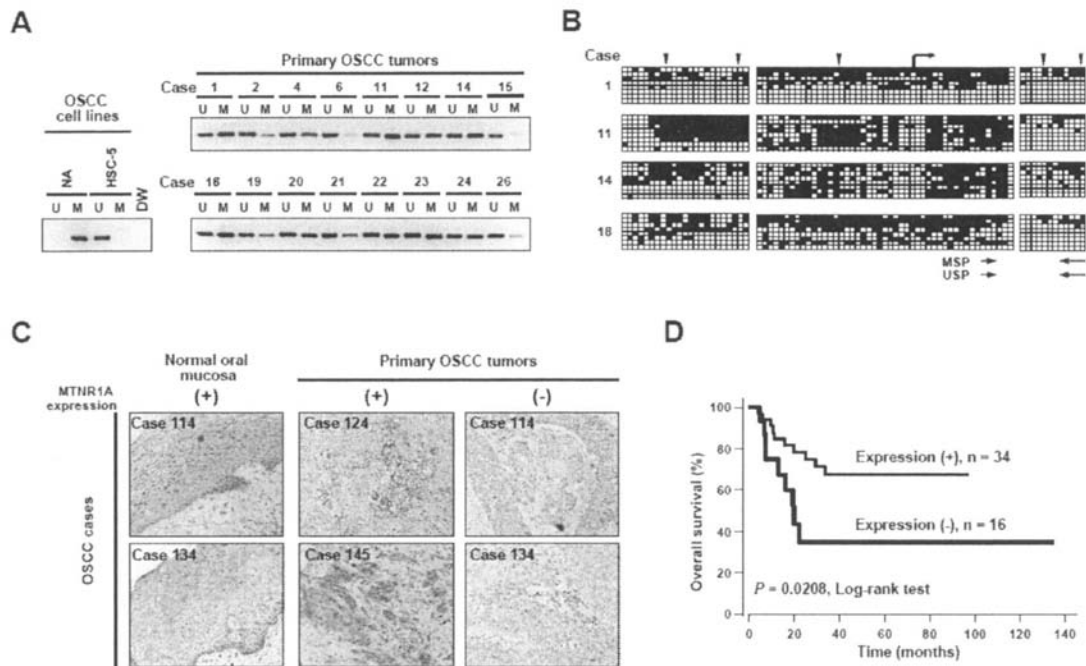 A
OSCC
cell lines
NA
HSC-5
DW
U M U M
Primary OSCC tumors
Case 1 2 4 6 11 12 14 15
U M U M U M U M U M U M U M U M
Case 18 19 20 21 22 23 24 26
U M U M U M U M U M U M U M U M
B
Case
1
11
14
18
MSP
USP
C
Normal oral
mucosa
Primary OSCC tumors
MTNR1A
expression
(+)
(+)
(-)
OSCC cases
Case 114
Case 124
Case 114
Case 134
Case 145
Case 134
D
Overall survival (%)
100
80
60
40
20
0
Expression (+), n = 34
Expression (-), n = 16
P = 0.0208, Log-rank test
0 20 40 60 80 100 120 140
Time (months)